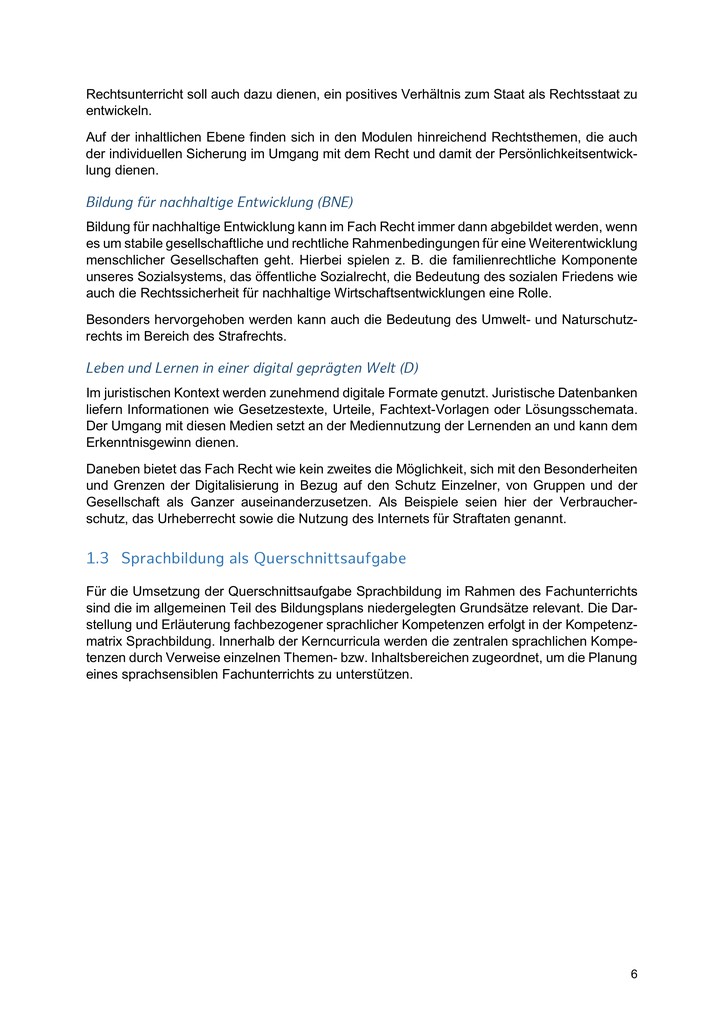 Rechtsunterricht soll auch dazu dienen, ein positives Verhältnis zum Staat als Rechtsstaat zu
entwickeln.
Auf der inhaltlichen Ebene finden sich in den Modulen hinreichend Rechtsthemen, die auch
der individuellen Sicherung im Umgang mit dem Recht und damit der Persönlichkeitsentwick-
lung dienen.
Bildung für nachhaltige Entwicklung (BNE)
Bildung für nachhaltige Entwicklung kann im Fach Recht immer dann abgebildet werden, wenn
es um stabile gesellschaftliche und rechtliche Rahmenbedingungen für eine Weiterentwicklung
menschlicher Gesellschaften geht. Hierbei spielen z. B. die familienrechtliche Komponente
unseres Sozialsystems, das öffentliche Sozialrecht, die Bedeutung des sozialen Friedens wie
auch die Rechtssicherheit für nachhaltige Wirtschaftsentwicklungen eine Rolle.
Besonders hervorgehoben werden kann auch die Bedeutung des Umwelt- und Naturschutz-
rechts im Bereich des Strafrechts.
Leben und Lernen in einer digital geprägten Welt (D)
Im juristischen Kontext werden zunehmend digitale Formate genutzt. Juristische Datenbanken
liefern Informationen wie Gesetzestexte, Urteile, Fachtext-Vorlagen oder Lösungsschemata.
Der Umgang mit diesen Medien setzt an der Mediennutzung der Lernenden an und kann dem
Erkenntnisgewinn dienen.
Daneben bietet das Fach Recht wie kein zweites die Möglichkeit, sich mit den Besonderheiten
und Grenzen der Digitalisierung in Bezug auf den Schutz Einzelner, von Gruppen und der
Gesellschaft als Ganzer auseinanderzusetzen. Als Beispiele seien hier der Verbraucher-
schutz, das Urheberrecht sowie die Nutzung des Internets für Straftaten genannt.
1.3 Sprachbildung als Querschnittsaufgabe
Für die Umsetzung der Querschnittsaufgabe Sprachbildung im Rahmen des Fachunterrichts
sind die im allgemeinen Teil des Bildungsplans niedergelegten Grundsätze relevant. Die Dar-
stellung und Erläuterung fachbezogener sprachlicher Kompetenzen erfolgt in der Kompetenz-
matrix Sprachbildung. Innerhalb der Kerncurricula werden die zentralen sprachlichen Kompe-
tenzen durch Verweise einzelnen Themen- bzw. Inhaltsbereichen zugeordnet, um die Planung
eines sprachsensiblen Fachunterrichts zu unterstützen.
6